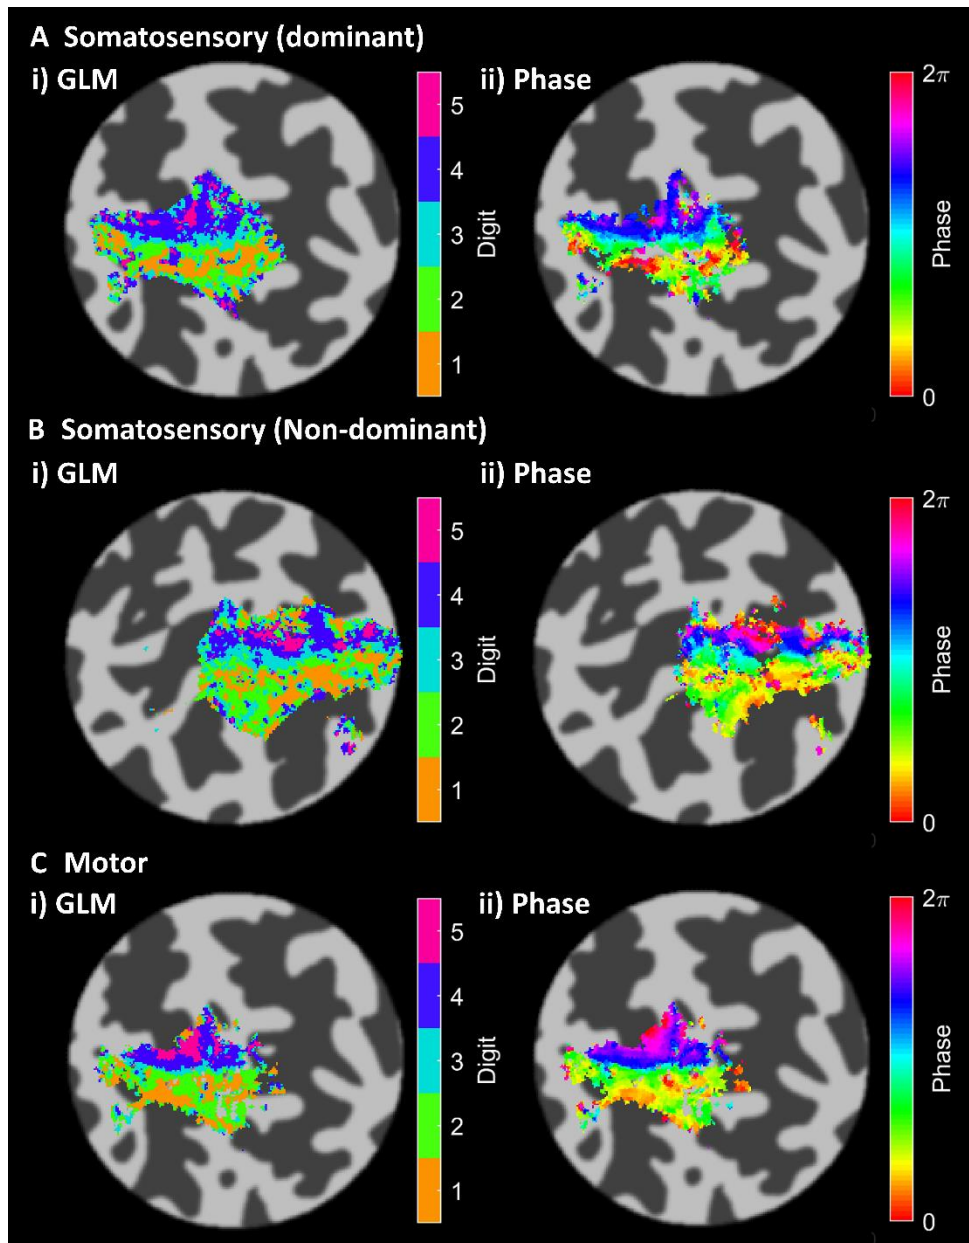 A Somatosensory (dominant)
i) GLM
5
4
3
2
1
Digit
ii) Phase
2π
0
Phase
B Somatosensory (Non-dominant)
i) GLM
5
4
3
2
1
Digit
ii) Phase
2π
0
Phase
C Motor
i) GLM
5
4
3
2
1
Digit
ii) Phase
2π
0
Phase